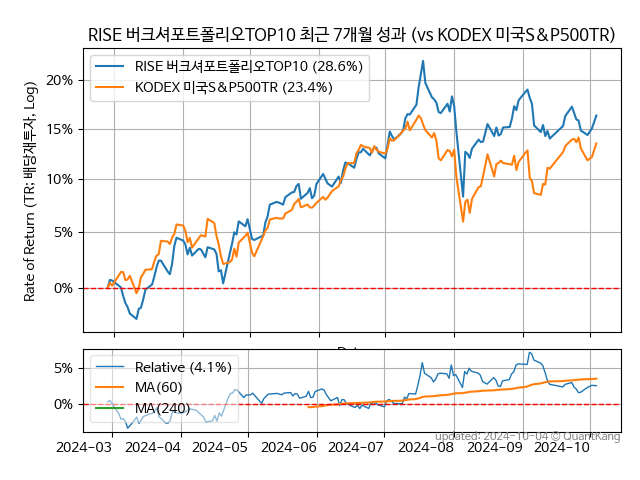 RISE 버크셔포트폴리오TOP10 최근 7개월 성과 (vs KODEX 미국S&P500TR)
RISE 버크셔포트폴리오TOP10 (28.6%)
KODEX 미국S&P500TR (23.4%)
Rate of Return (TR: 배당재투자, Log)
20%
15%
10%
5%
0%
Relative (4.1%)
MA(60)
MA(240)
5%
0%
updated: 2024-10-04 © QuantKang
2024-03 2024-04 2024-05 2024-06 2024-07 2024-08 2024-09 2024-10